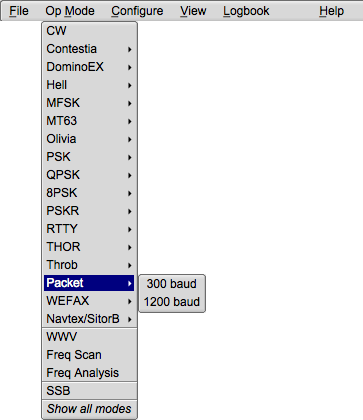 File Op Mode Configure View Logbook Help
CW
Contestia
DominoEX
Hell
MFSK
MT63
Olivia
PSK
QPSK
8PSK
PSKR
RTTY
THOR
Throb
Packet 300 baud
WEFAX 1200 baud
Navtex/SitorB
WWV
Freq Scan
Freq Analysis
SSB
Show all modes